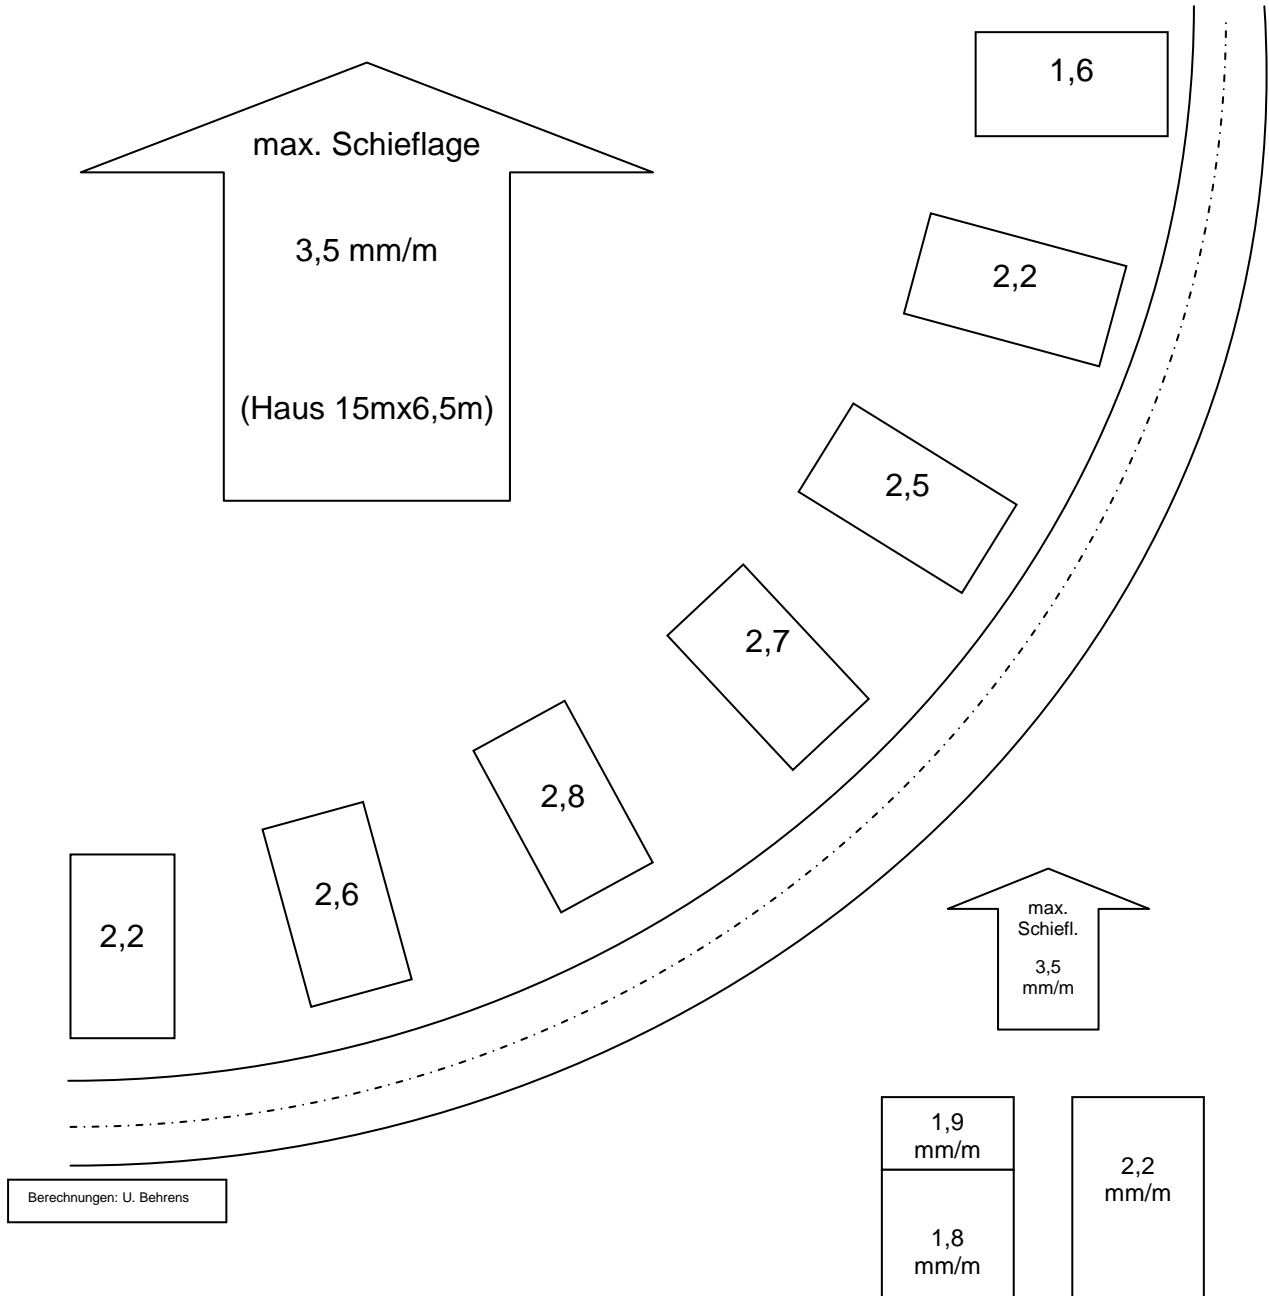 max. Schieflage
3,5 mm/m
(Haus 15mx6,5m)
1,6
2,2
2,5
2,7
2,8
2,6
2,2
max.
Schiefl.
3,5
mm/m
1,9
mm/m
1,8
mm/m
2,2
mm/m
Berechnungen: U. Behrens